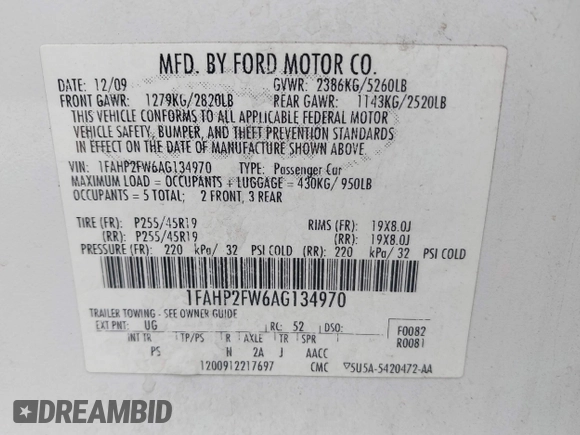 MFD. BY FORD MOTOR CO.
DATE: 12/09 GVWR: 2386KG/5260LB
FRONT GAWR: 1279KG/2820LB REAR GAWR: 1143KG/2520LB
THIS VEHICLE CONFORMS TO ALL APPLICABLE FEDERAL MOTOR
VEHICLE SAFETY, BUMPER, AND THEFT PREVENTION STANDARDS
IN EFFECT ON THE DATE OF MANUFACTURE SHOWN ABOVE.
VIN: 1FAHP2FW6AG134970 TYPE: Passenger Car
MAXIMUM LOAD = OCCUPANTS + LUGGAGE = 430KG/ 950LB
OCCUPANTS = 5 TOTAL: 2 FRONT, 3 REAR
TIRE (FR): P255/45R19 RIMS (FR): 19X8.0J
(RR): P255/45R19 (RR): 19X8.0J
PRESSURE (FR): 220 kPa/ 32 PSI COLD (RR): 220 kPa/ 32 PSI COLD
1FAHP2FW6AG134970
TRAILER TOWING - SEE OWNER GUIDE
EXT PNT: UG RC: 52 DSO: F0082
INT TR TP/PS R AXLE TR SPR R0081
PS N 2A J AACC
1200912217697 CMC ▽5U5A-5420472-AA
DREAMBID